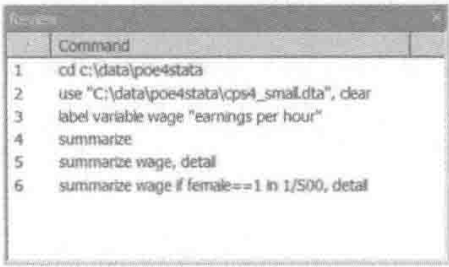 Review
Command
1 cd c:\data\poe4stata
2 use "C:\data\poe4stata\cps4_small.dta", clear
3 label variable wage "earnings per hour"
4 summarize
5 summarize wage, detail
6 summarize wage if female==1 in 1/500, detail